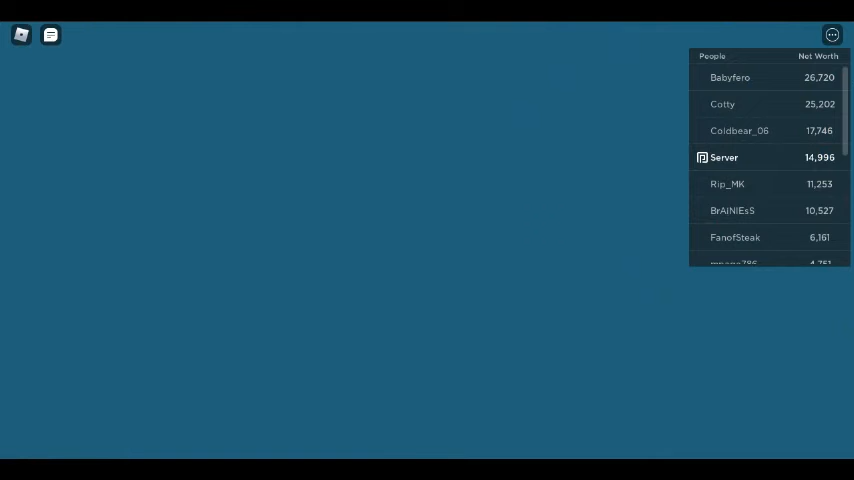 People Net Worth
Babyfero 26,720
Cotty 25,202
Coldbear_06 17,746
Server 14,996
Rip_MK 11,253
BrAiNlEsS 10,527
FanofSteak 6,161